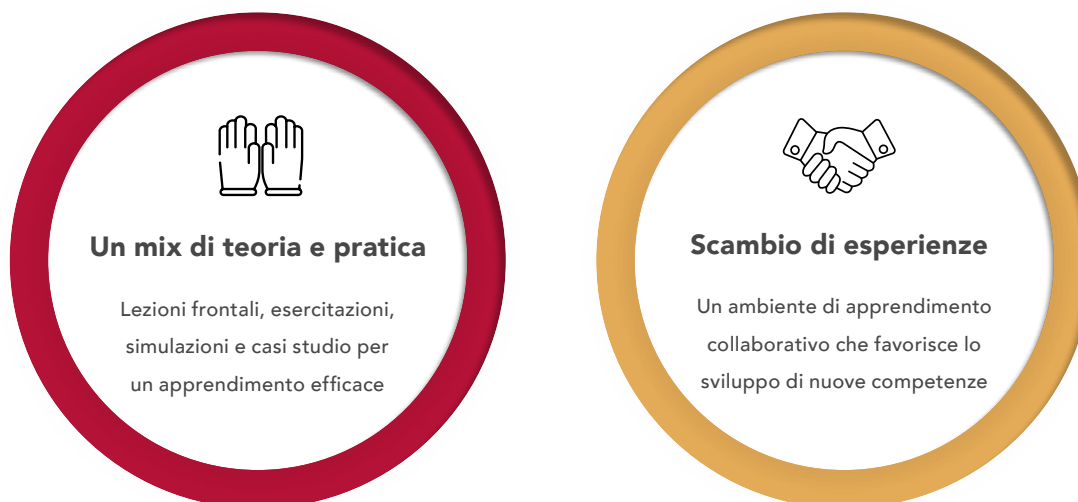 Un mix di teoria e pratica
Lezioni frontali, esercitazioni,
simulazioni e casi studio per
un apprendimento efficace
Scambio di esperienze
Un ambiente di apprendimento
collaborativo che favorisce lo
sviluppo di nuove competenze